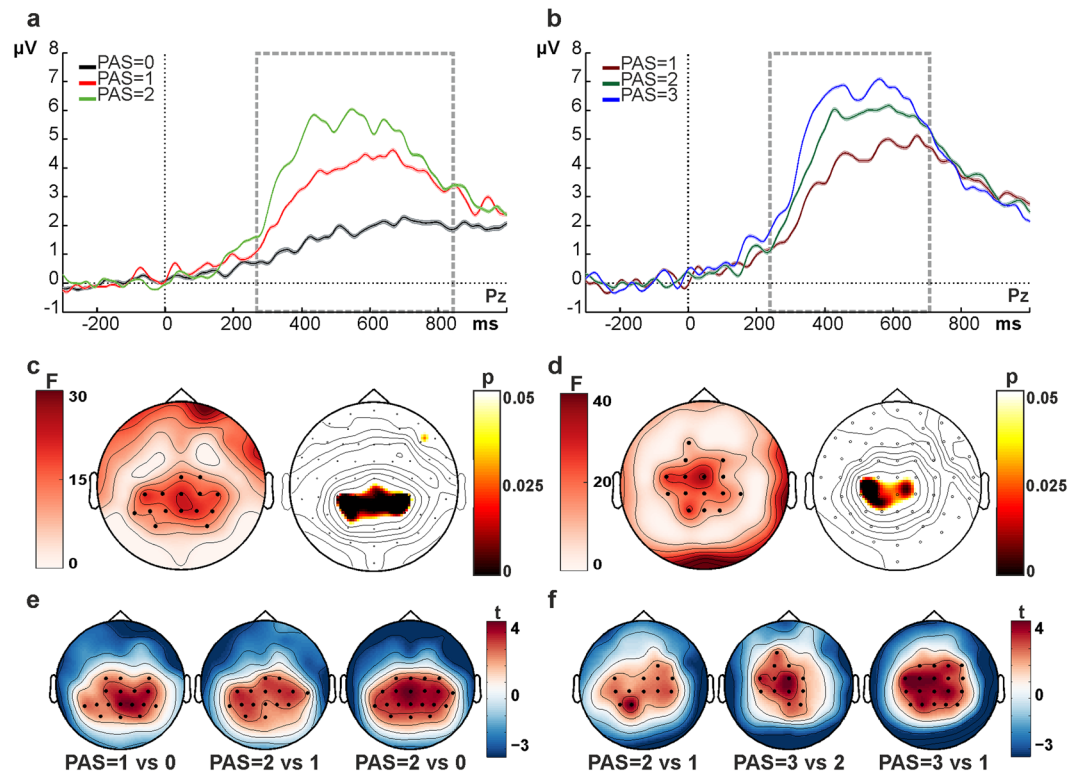 a
µV
8
7
6
5
4
3
2
1
0
-1
PAS=0
PAS=1
PAS=2
Pz
-200 0 200 400 600 800 ms
b
µV
8
7
6
5
4
3
2
1
0
-1
PAS=1
PAS=2
PAS=3
Pz
-200 0 200 400 600 800 ms
c
F
30
15
0
p
0.05
0.025
0
d
F
40
20
0
p
0.05
0.025
0
e
t
4
0
−3
PAS=1 vs 0 PAS=2 vs 1 PAS=2 vs 0
f
t
4
0
−3
PAS=2 vs 1 PAS=3 vs 2 PAS=3 vs 1